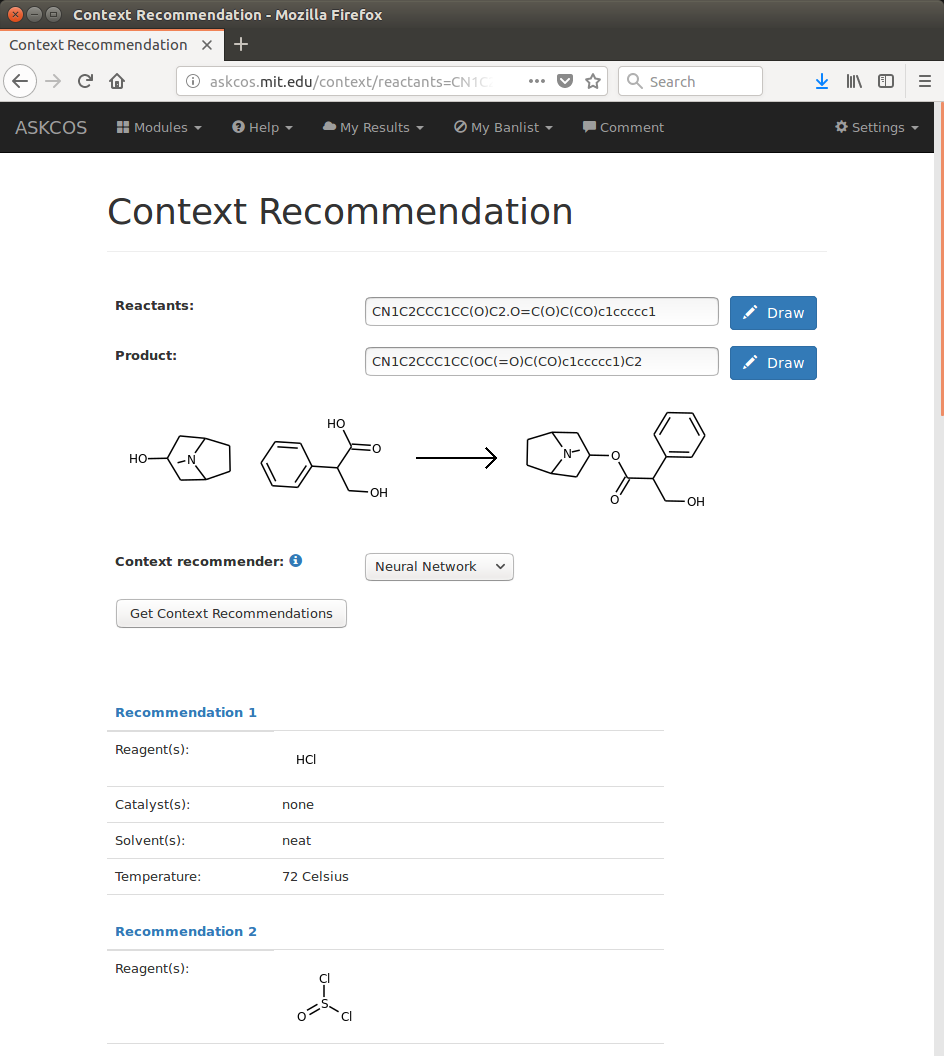 Context Recommendation - Mozilla Firefox
Context Recommendation
askcos.mit.edu/context/reactants=CN1C
Search
ASKCOS Modules Help My Results My Banlist Comment Settings
Context Recommendation
Reactants: CN1C2CCC1CC(O)C2.O=C(O)C(CO)c1ccccc1 Draw
Product: CN1C2CCC1CC(OC(=O)C(CO)c1ccccc1)C2 Draw
HO N HO O OH N O O OH
Context recommender: Neural Network
Get Context Recommendations
Recommendation 1
Reagent(s): HCl
Catalyst(s): none
Solvent(s): neat
Temperature: 72 Celsius
Recommendation 2
Reagent(s): Cl
S
O Cl